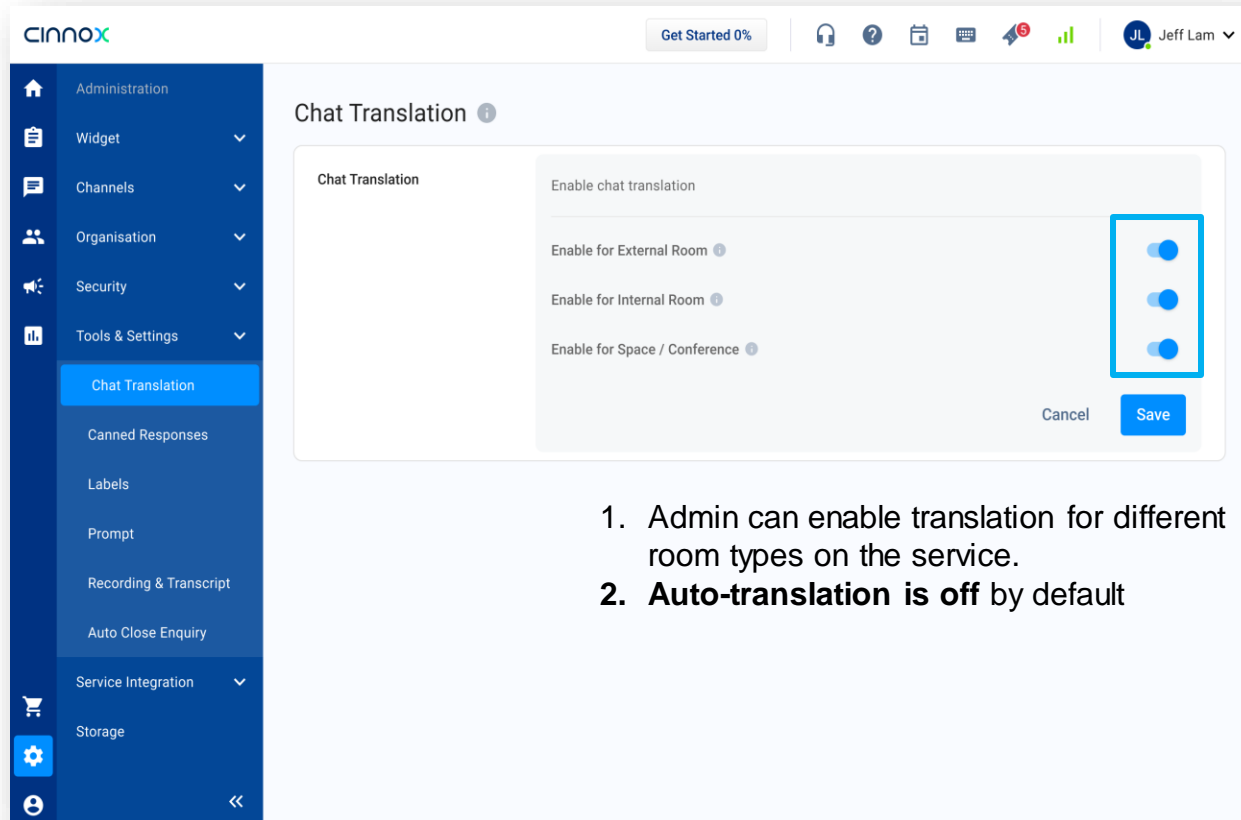 CINNOX
Get Started 0%
5
JL
Jeff Lam
Administration
Widget
Channels
Organisation
Security
Tools & Settings
Chat Translation
Canned Responses
Labels
Prompt
Recording & Transcript
Auto Close Enquiry
Service Integration
Storage
Chat Translation
Chat Translation
Enable chat translation
Enable for External Room
Enable for Internal Room
Enable for Space / Conference
Cancel
Save
1. Admin can enable translation for different
room types on the service.
2. Auto-translation is off by default